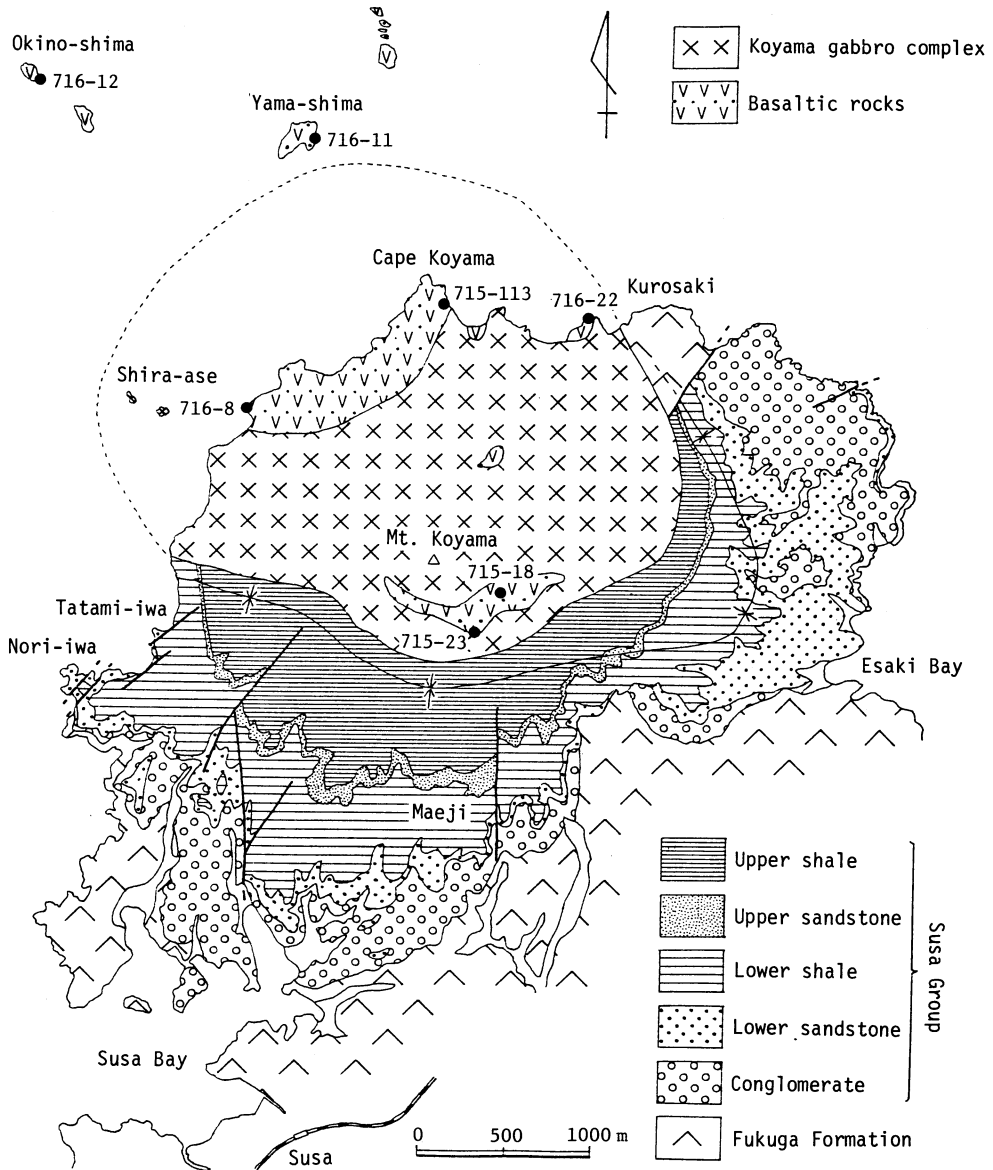 Okino-shima
716-12
Yama-shima
716-11
Koyama gabbro complex
Basaltic rocks
Cape Koyama
715-113
716-22
Kurosaki
Shira-ase
716-8
Mt. Koyama
715-18
Tatami-iwa
715-23
Nori-iwa
Esaki Bay
Maeji
Upper shale
Upper sandstone
Lower shale
Lower sandstone
Conglomerate
Susa Group
Fukuga Formation
Susa Bay
Susa
0 500 1000 m